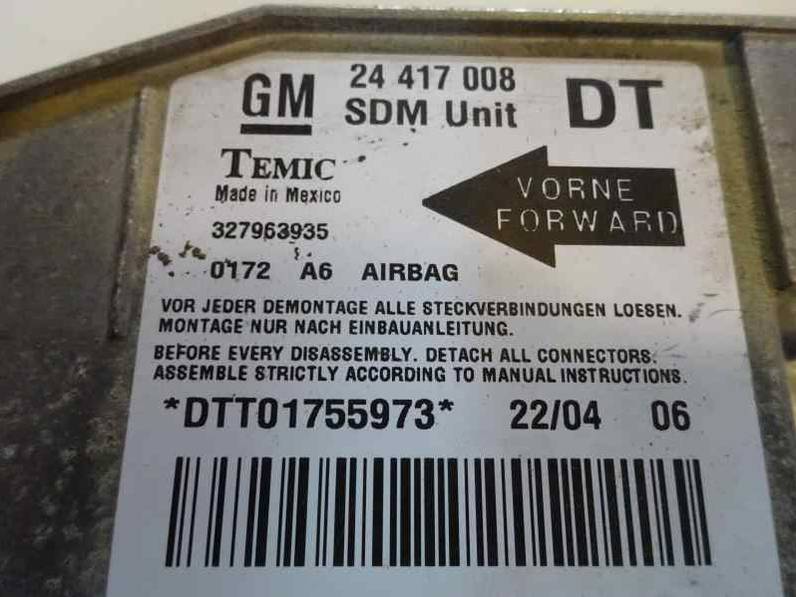 GM 24 417 008 DT
SDM Unit
TEMIC
Made in Mexico
VORNE
FORWARD
327963935
0172 A6 AIRBAG
VOR JEDER DEMONTAGE ALLE STECKVERBINDUNGEN LOESEN.
MONTAGE NUR NACH EINBAUANLEITUNG.
BEFORE EVERY DISASSEMBLY. DETACH ALL CONNECTORS.
ASSEMBLE STRICTLY ACCORDING TO MANUAL INSTRUCTIONS.
*DTT01755973* 22/04 06